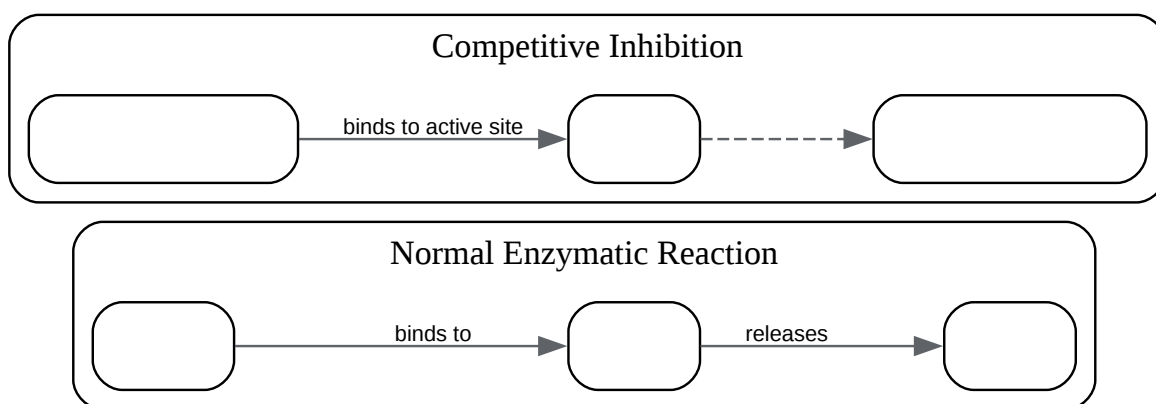 Competitive Inhibition
binds to active site
Normal Enzymatic Reaction
binds to
releases